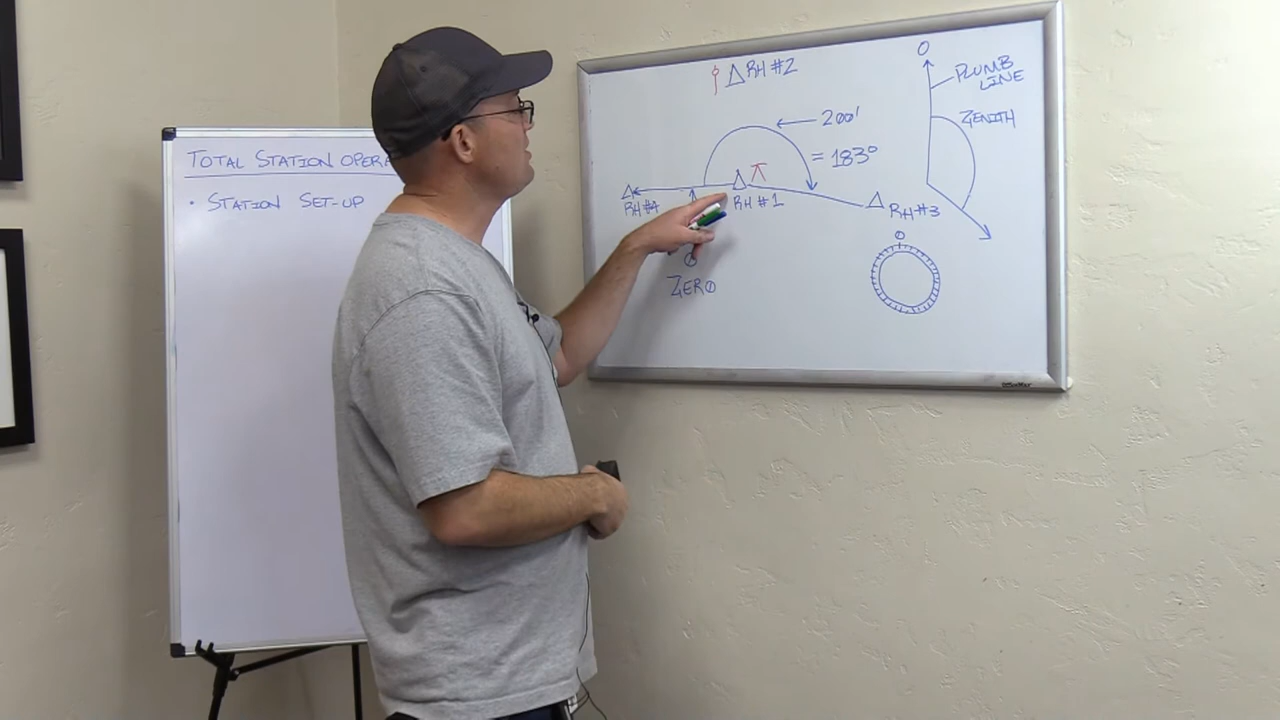 TOTAL STATION OPERA
• STATION SET-UP
RH #2
200'
= 183°
RH #4
RH #1
RH #3
ZERO
0
PLUMB
LINE
ZENITH
0